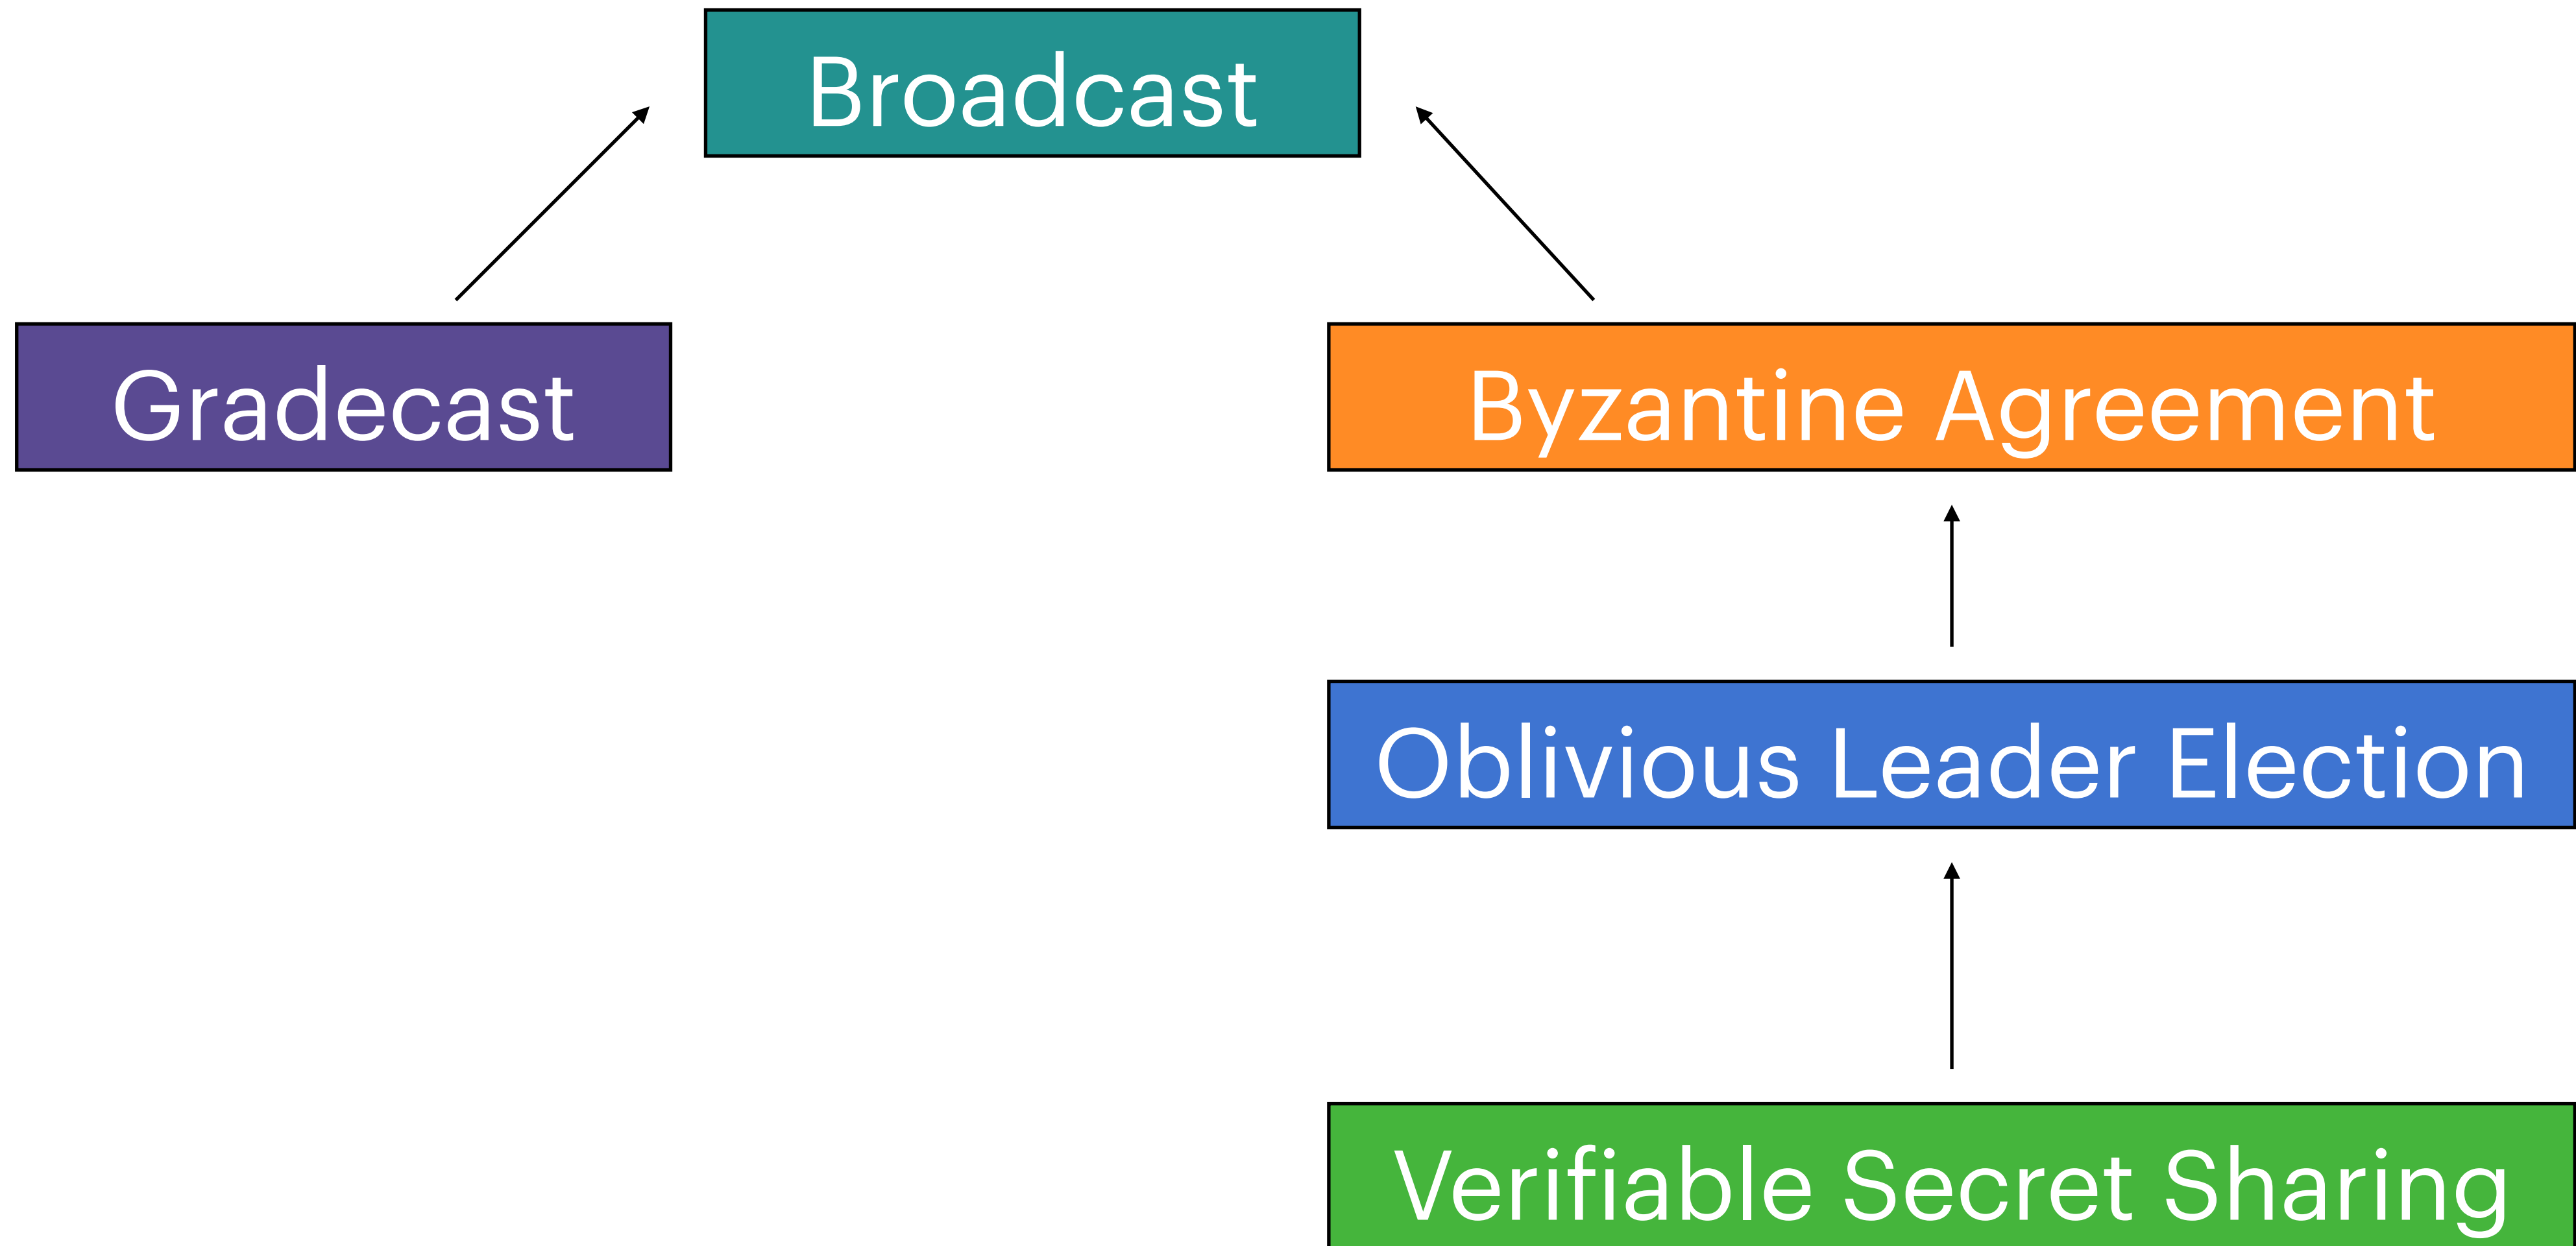 Broadcast
Gradecast
Byzantine Agreement
Oblivious Leader Election
Verifiable Secret Sharing